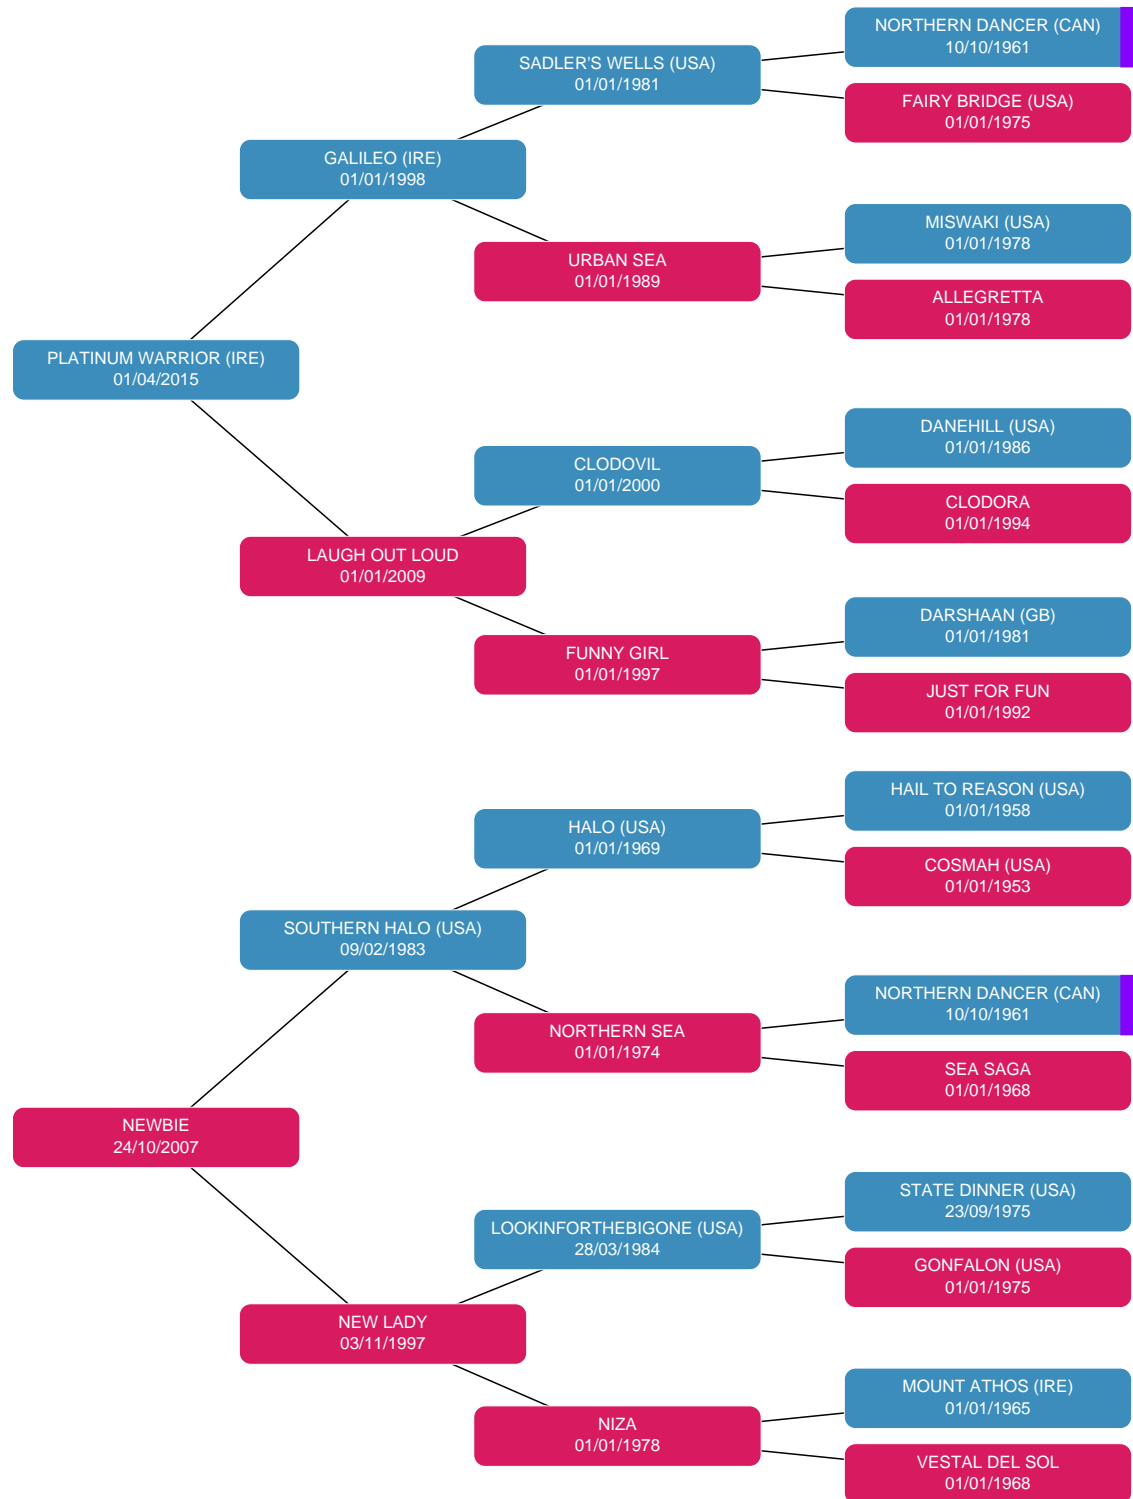 NORTHERN DANCER (CAN)
10/10/1961
SADLER'S WELLS (USA)
01/01/1981
FAIRY BRIDGE (USA)
01/01/1975
GALILEO (IRE)
01/01/1998
MISWAKI (USA)
01/01/1978
URBAN SEA
01/01/1989
ALLEGRETTA
01/01/1978
PLATINUM WARRIOR (IRE)
01/04/2015
DANEHILL (USA)
01/01/1986
CLODOVIL
01/01/2000
CLODORA
01/01/1994
LAUGH OUT LOUD
01/01/2009
DARSHAAN (GB)
01/01/1981
FUNNY GIRL
01/01/1997
JUST FOR FUN
01/01/1992
HAIL TO REASON (USA)
01/01/1958
HALO (USA)
01/01/1969
COSMAH (USA)
01/01/1953
SOUTHERN HALO (USA)
09/02/1983
NORTHERN DANCER (CAN)
10/10/1961
NORTHERN SEA
01/01/1974
SEA SAGA
01/01/1968
NEWBIE
24/10/2007
STATE DINNER (USA)
23/09/1975
LOOKINFORTHEBIGONE (USA)
28/03/1984
GONFALON (USA)
01/01/1975
NEW LADY
03/11/1997
MOUNT ATHOS (IRE)
01/01/1965
NIZA
01/01/1978
VESTAL DEL SOL
01/01/1968